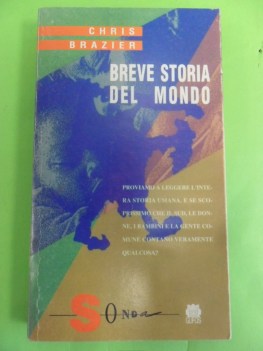 CHRIS
BRAZIER
BREVE STORIA
DEL MONDO
PROVIAMO A LEGGERE L'INTE-
RA STORIA UMANA. E SE SCO-
PRISSIMO CHE IL SUD, LE DON-
NE, I BAMBINI E LA GENTE CO-
MUNE CONTANO VERAMENTE
QUALCOSA?
SONDA